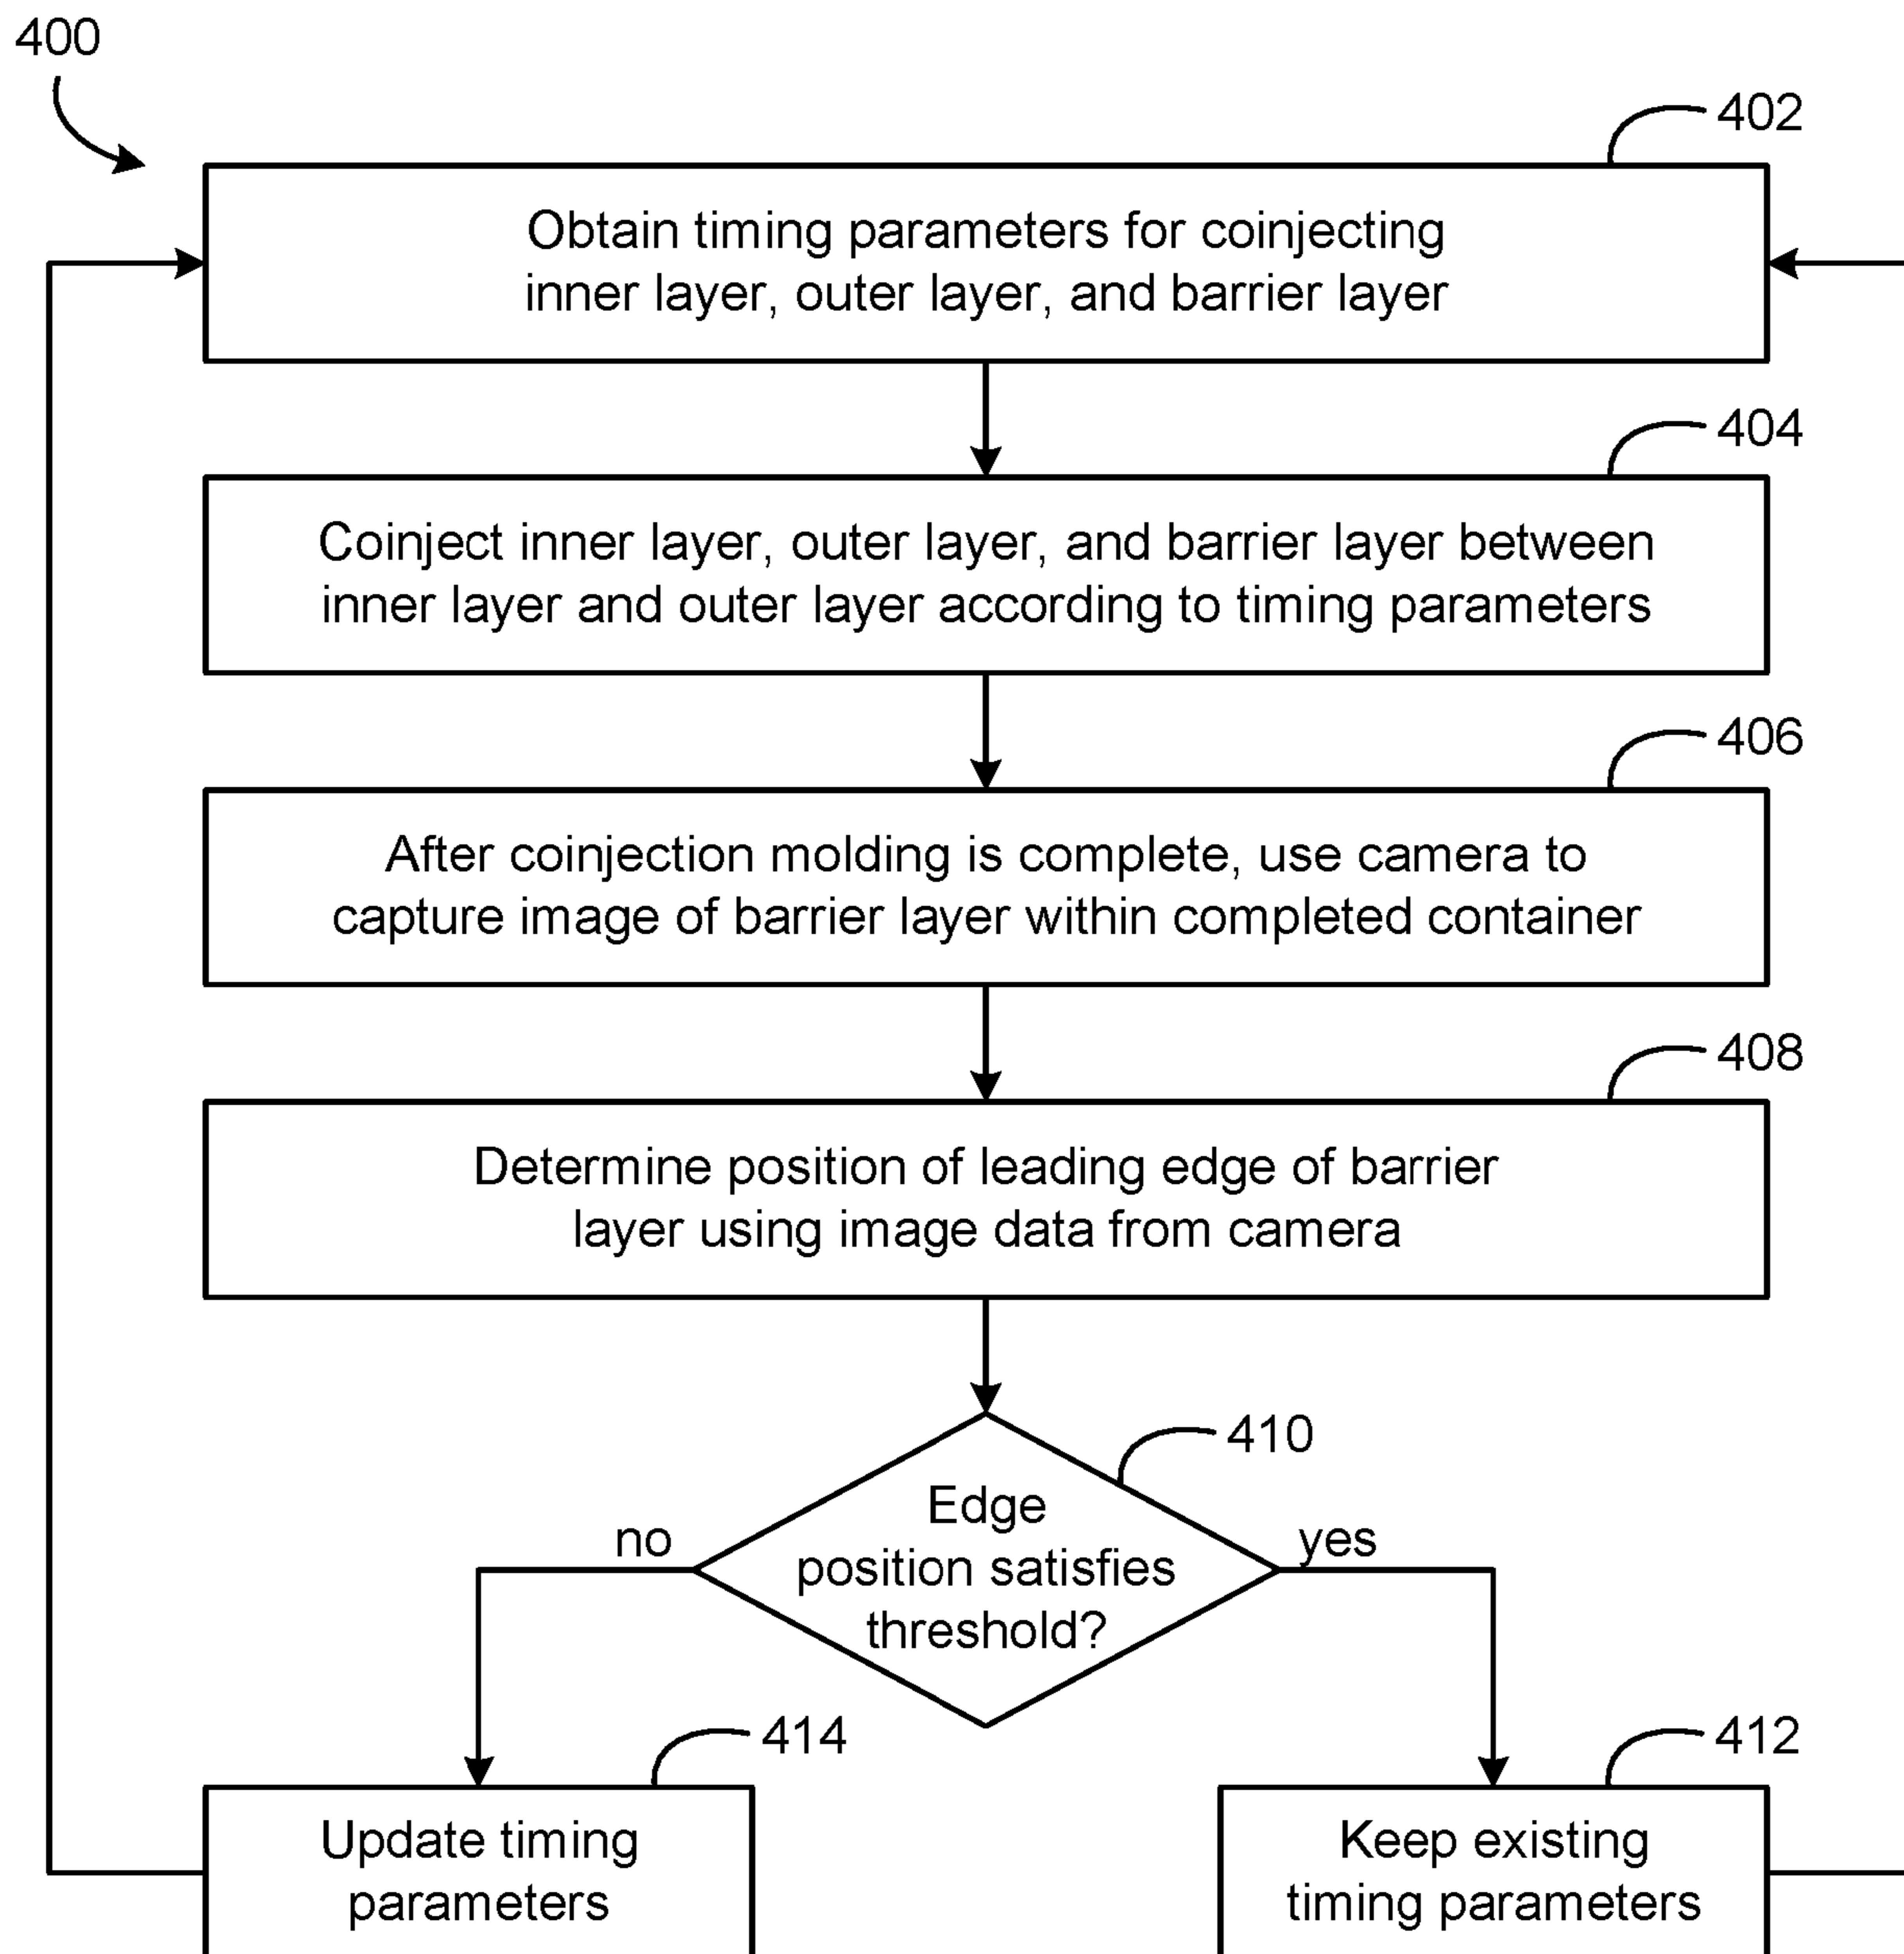 400
402
Obtain timing parameters for coinjecting
inner layer, outer layer, and barrier layer
404
Coinject inner layer, outer layer, and barrier layer between
inner layer and outer layer according to timing parameters
406
After coinjection molding is complete, use camera to
capture image of barrier layer within completed container
408
Determine position of leading edge of barrier
layer using image data from camera
410
Edge
position satisfies
threshold?
no
yes
414
Update timing
parameters
412
Keep existing
timing parameters